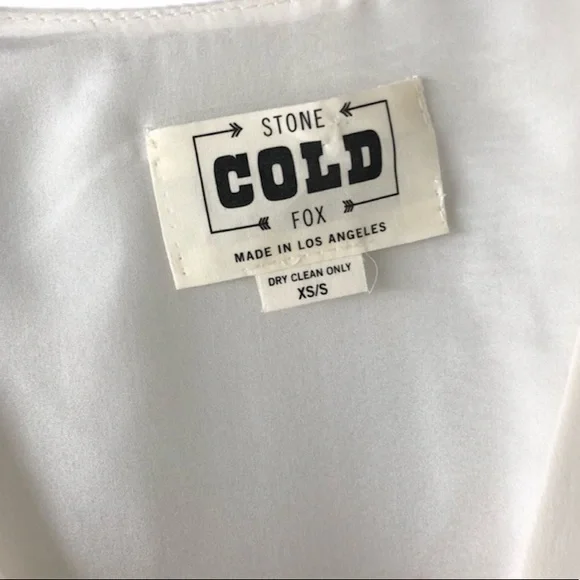 STONE
COLD
FOX
MADE IN LOS ANGELES
DRY CLEAN ONLY
XS/S